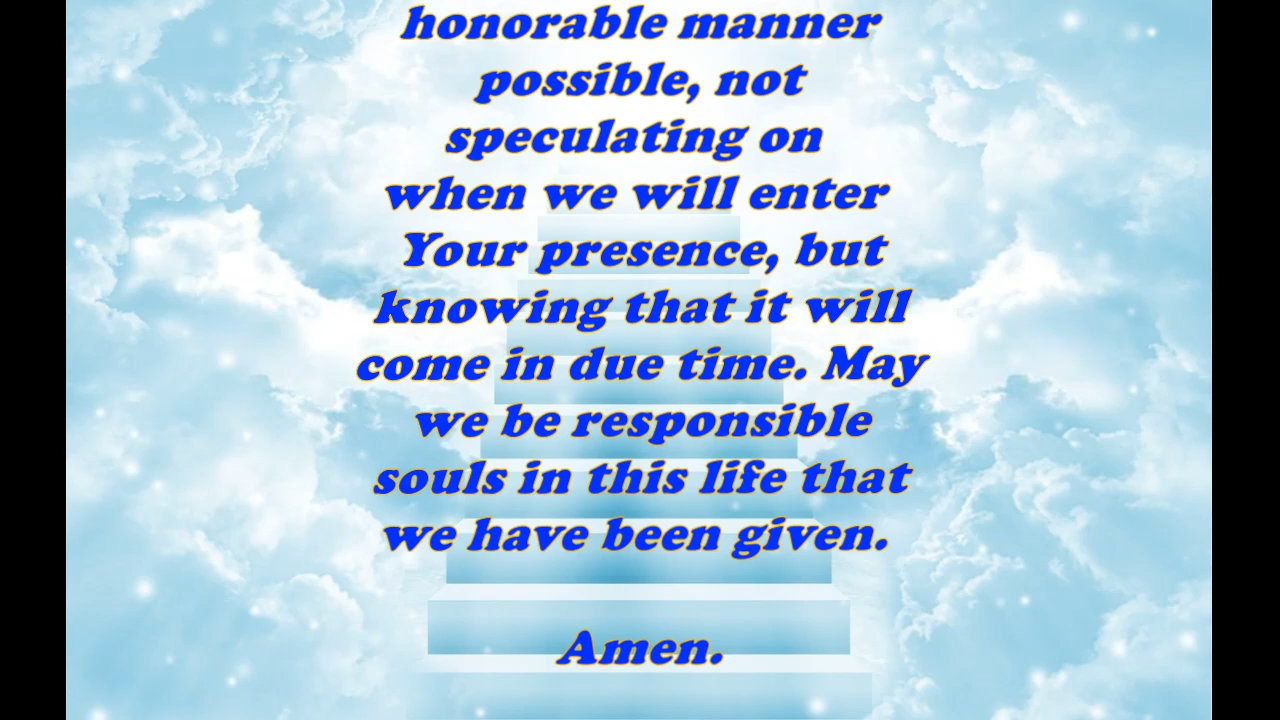 honorable manner
possible, not
speculating on
when we will enter
Your presence, but
knowing that it will
come in due time. May
we be responsible
souls in this life that
we have been given.
Amen.